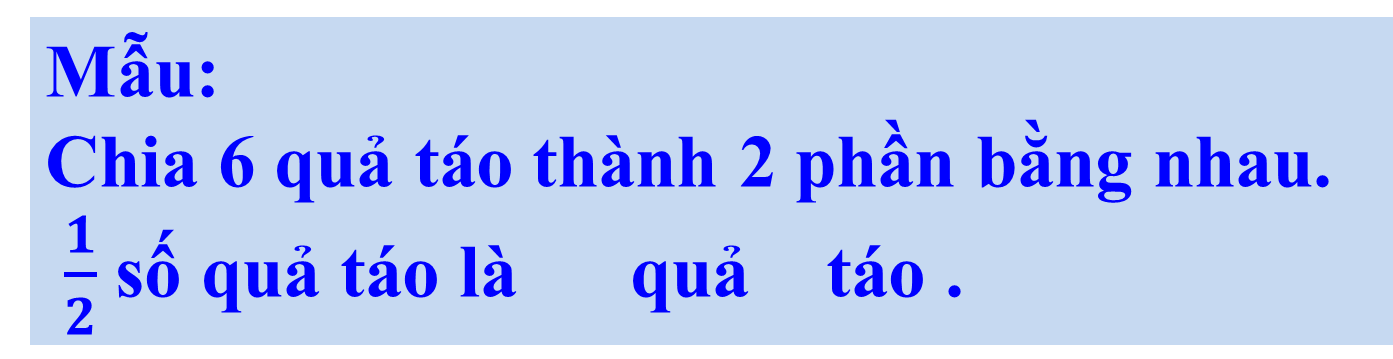 Mẫu:
Chia 6 quả táo thành 2 phần bằng nhau.
1/2 số quả táo là quả táo .